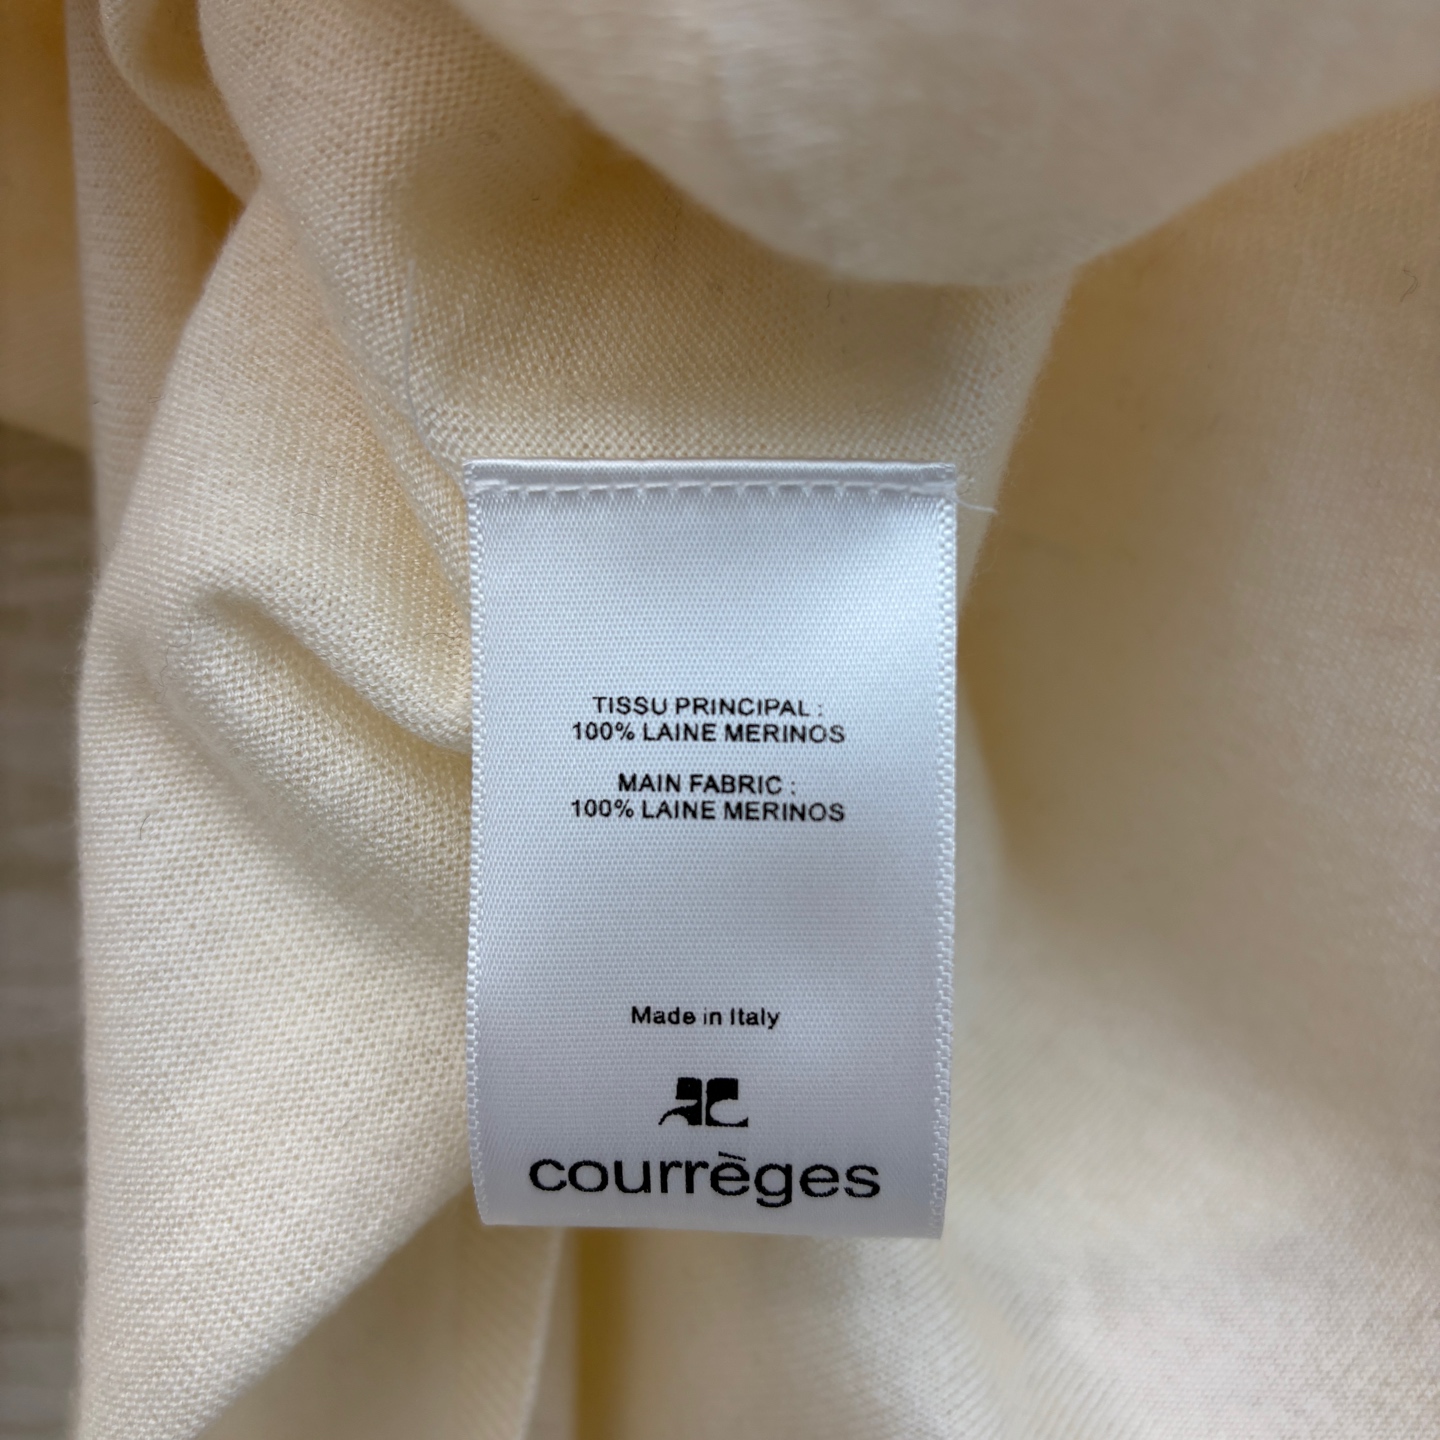 TISSU PRINCIPAL :
100% LAINE MERINOS
MAIN FABRIC :
100% LAINE MERINOS
Made in Italy
courrèges